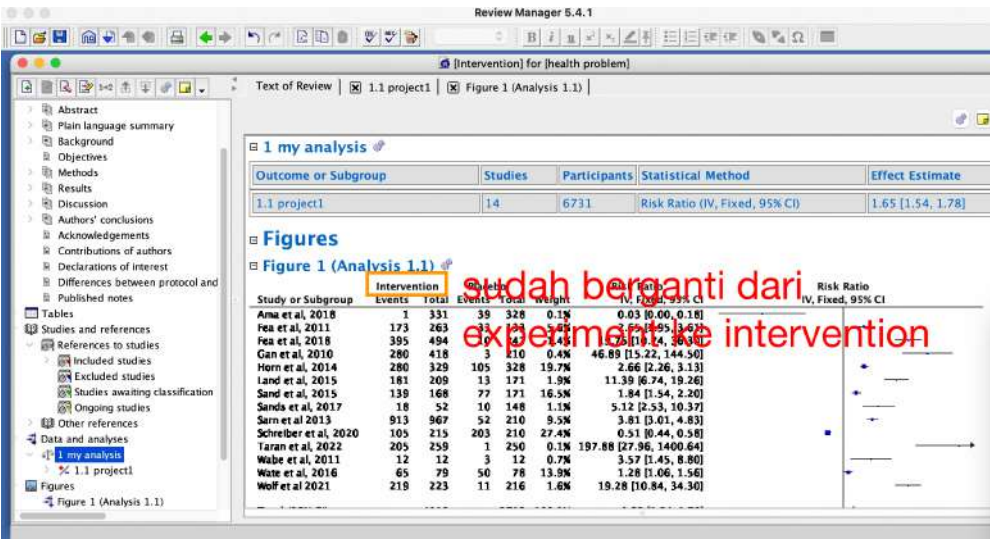 Review Manager 5.4.1
[Intervention] for [health problem]
Text of Review 1.1 project1 Figure 1 (Analysis 1.1)
Abstract
Plain language summary
Background
Objectives
Methods
Results
Discussion
Authors' conclusions
Acknowledgements
Contributions of authors
Declarations of interest
Differences between protocol and
Published notes
Tables
Studies and references
References to studies
Included studies
Excluded studies
Studies awaiting classification
Ongoing studies
Other references
Data and analyses
1 my analysis
1.1 project1
Figures
Figure 1 (Analysis 1.1)
1 my analysis
Outcome or Subgroup Studies Participants Statistical Method Effect Estimate
1.1 project1 14 6731 Risk Ratio (IV, Fixed, 95% CI) 1.65 [1.54, 1.78]
Figures
Figure 1 (Analysis 1.1)
sudah berganti dari
experiment ke intervention
Intervention Placebo Risk Ratio Risk Ratio
Study or Subgroup Events Total Events Total Weight IV, Fixed, 95% CI IV, Fixed, 95% CI
Ama et al, 2018 1 331 39 328 0.1% 0.03 [0.00, 0.18]
Fea et al, 2011 173 263
Fea et al, 2018 395 494
Gan et al, 2010 280 418 3 210 0.4% 46.89 [15.22, 144.50]
Horn et al, 2014 280 329 105 328 19.7% 2.66 [2.26, 3.13]
Land et al, 2015 181 209 13 171 1.9% 11.39 [6.74, 19.26]
Sand et al, 2015 139 168 77 171 16.5% 1.84 [1.54, 2.20]
Sands et al, 2017 18 52 10 148 1.1% 5.12 [2.53, 10.37]
Sarn et al 2013 913 967 52 210 9.5% 3.81 [3.01, 4.83]
Schreiber et al, 2020 105 215 203 210 27.4% 0.51 [0.44, 0.58]
Taran et al, 2022 205 259 1 250 0.1% 197.88 [27.96, 1400.64]
Wabe et al, 2011 12 12 3 12 0.7% 3.57 [1.45, 8.80]
Wate et al, 2016 65 79 50 78 13.9% 1.28 [1.06, 1.56]
Wolf et al 2021 219 223 11 216 1.6% 19.28 [10.84, 34.30]